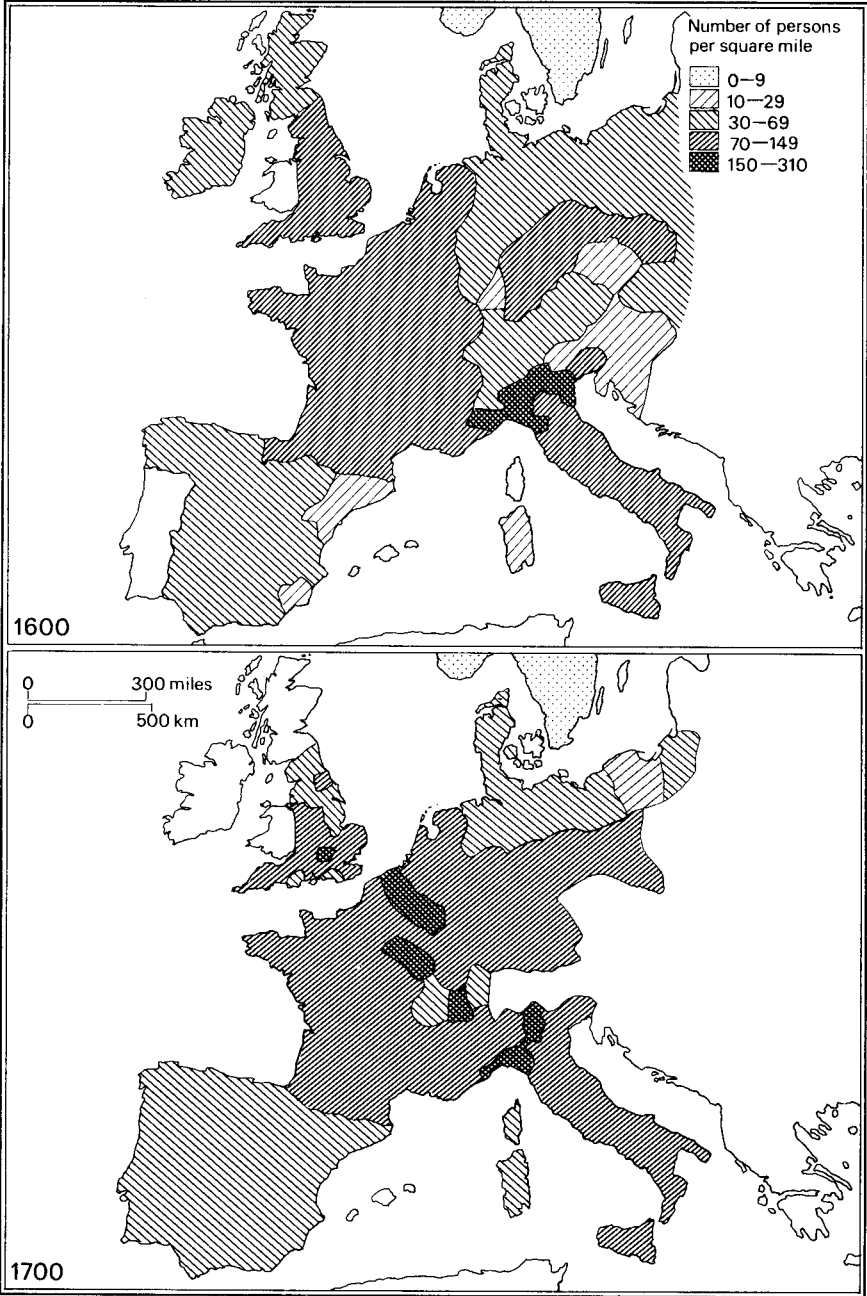 Number of persons
per square mile
0–9
10–29
30–69
70–149
150–310
1600
0 300 miles
0 500 km
1700